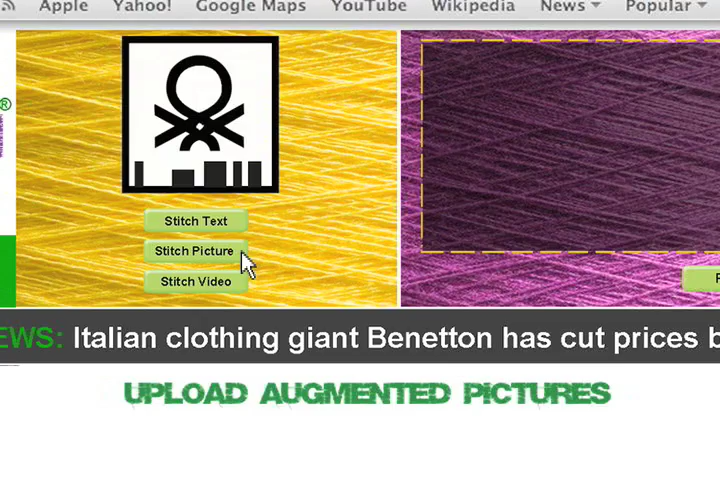 Apple Yahoo! Google Maps YouTube Wikipedia News Popular
®
Stitch Text
Stitch Picture
Stitch Video
EWS: Italian clothing giant Benetton has cut prices b
UPLOAD AUGMENTED PICTURES